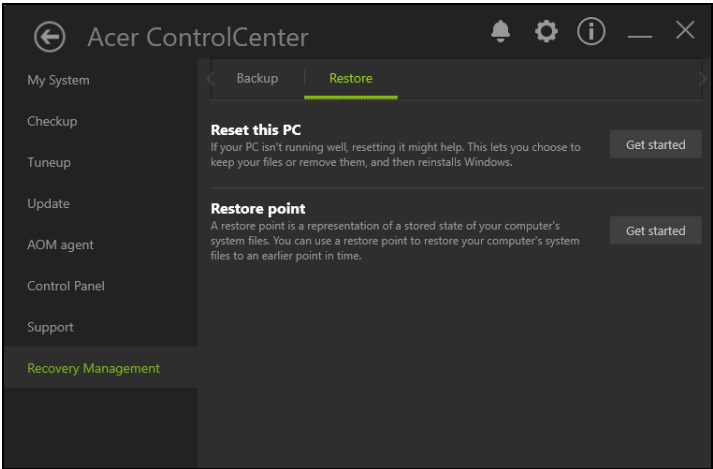 Acer ControlCenter
My System
Checkup
Tuneup
Update
AOM agent
Control Panel
Support
Recovery Management
Backup
Restore
Reset this PC
If your PC isn't running well, resetting it might help. This lets you choose to
keep your files or remove them, and then reinstalls Windows.
Get started
Restore point
A restore point is a representation of a stored state of your computer's
system files. You can use a restore point to restore your computer's system
files to an earlier point in time.
Get started